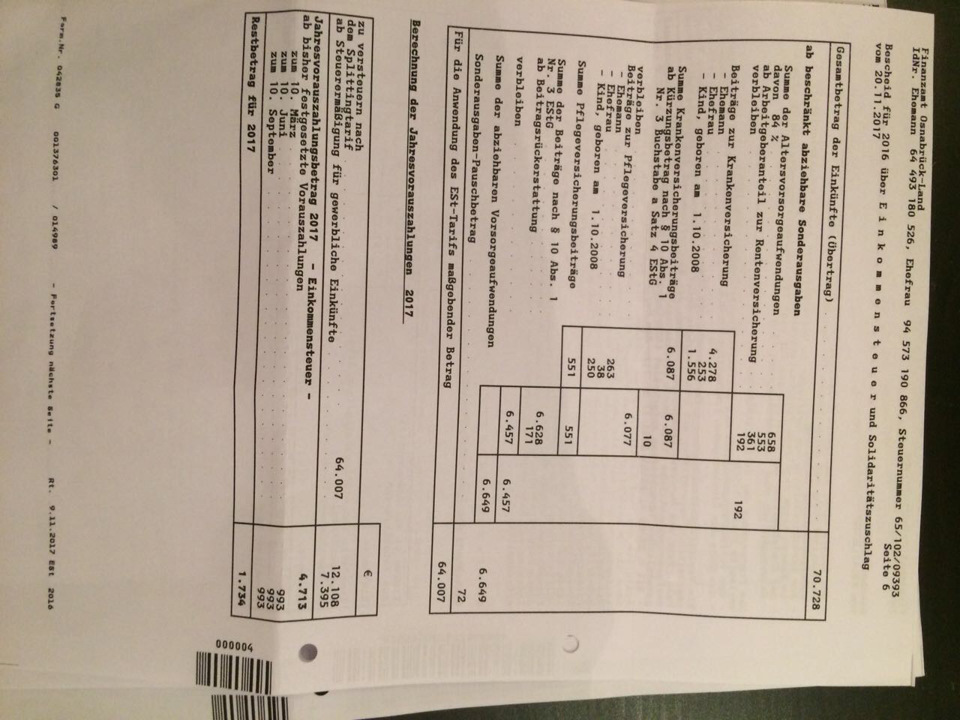 Finanzamt Osnabrück-Land
IdNr. Ehemann 64 493 180 526, Ehefrau 94 573 190 866, Steuernummer 65/102/09393
Seite 6
Bescheid für 2016 über E i n k o m m e n s t e u e r und Solidaritätszuschlag
vom 20.11.2017
Gesamtbetrag der Einkünfte (Übertrag) 70.728
ab beschränkt abziehbare Sonderausgaben
Summe der Altersvorsorgeaufwendungen 658
davon 84 % 553
ab Arbeitgeberanteil zur Rentenversicherung 361
verbleiben 192 192
Beiträge zur Krankenversicherung
- Ehemann 4.278
- Ehefrau 253
- Kind, geboren am 1.10.2008 1.556
Summe Krankenversicherungsbeiträge 6.087 6.087
ab Kürzungsbetrag nach § 10 Abs. 1
Nr. 3 Buchstabe a Satz 4 EStG 10
verbleiben 6.077
Beiträge zur Pflegeversicherung
- Ehemann 263
- Ehefrau 38
- Kind, geboren am 1.10.2008 250
Summe Pflegeversicherungsbeiträge 551 551
Summe der Beiträge nach § 10 Abs. 1
Nr. 3 EStG 6.628
ab Beitragsrückerstattung 171
verbleiben 6.457 6.457
Summe der abziehbaren Vorsorgeaufwendungen 6.649 6.649
Sonderausgaben-Pauschbetrag 72
Für die Anwendung des ESt-Tarifs maßgebender Betrag 64.007
Berechnung der Jahresvorauszahlungen 2017
€
zu versteuern nach
dem Splittingtarif 64.007 12.108
ab Steuerermäßigung für gewerbliche Einkünfte 7.395
Jahresvorauszahlungsbetrag 2017 - Einkommensteuer - 4.713
ab bisher festgesetzte Vorauszahlungen
zum 10. März 993
zum 10. Juni 993
zum 10. September 993
Restbetrag für 2017 1.734
000004
Form.Nr. 042835 G 001376801 / 014989 - Fortsetzung nächste Seite - Rt. 9.11.2017 ESt 2016